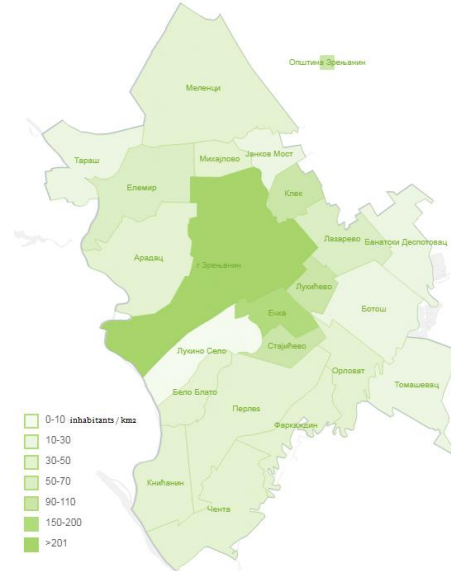 Општина Зрењанин
Меленци
Тараш
Михајлово
Јанков Мост
Елемир
Клек
Лазарево
Банатски Деспотовац
Арадац
г Зрењанин
Лукићево
Ечка
Ботош
Стајићево
Лукино Село
Орловат
Томашевац
Бело Блато
Перлез
Фаркаждин
Книћанин
Чента
0-10 inhabitants / km2
10-30
30-50
50-70
90-110
150-200
>201